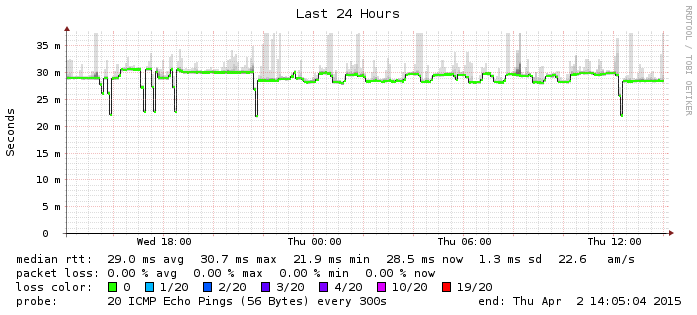 Last 24 Hours
RRDTOOL / TOBI OETIKER
Seconds
35 m
30 m
25 m
20 m
15 m
10 m
5 m
0
Wed 18:00 Thu 00:00 Thu 06:00 Thu 12:00
median rtt: 29.0 ms avg 30.7 ms max 21.9 ms min 28.5 ms now 1.3 ms sd 22.6 am/s
packet loss: 0.00 % avg 0.00 % max 0.00 % min 0.00 % now
loss color: 0 1/20 2/20 3/20 4/20 10/20 19/20
probe: 20 ICMP Echo Pings (56 Bytes) every 300s end: Thu Apr 2 14:05:04 2015